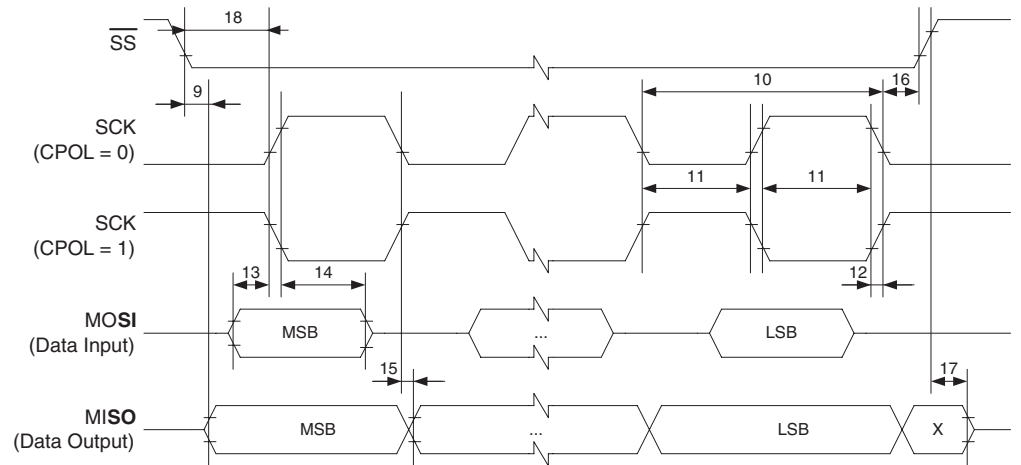 18
SS
9
10
16
SCK
(CPOL = 0)
11
11
SCK
(CPOL = 1)
12
13
14
MOSI
(Data Input)
MSB
...
LSB
15
17
MISO
(Data Output)
MSB
...
LSB
X